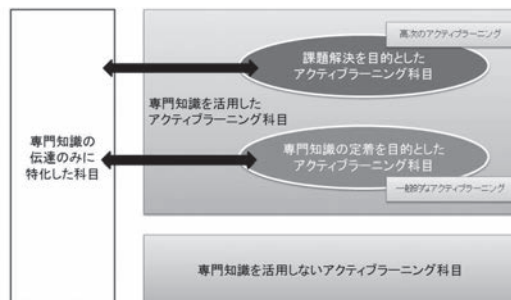 高次のアクティブラーニング
課題解決を目的とした
アクティブラーニング科目
専門知識を活用した
アクティブラーニング科目
専門知識の
伝達のみに
特化した科目
専門知識の定着を目的とした
アクティブラーニング科目
一般的なアクティブラーニング
専門知識を活用しないアクティブラーニング科目